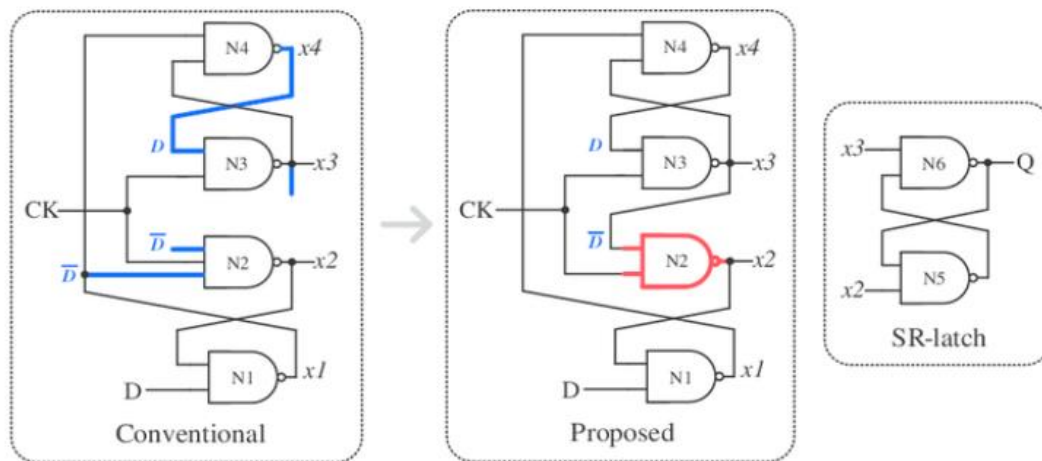 N4
x4
D
N3
x3
CK
D̅
N2
x2
D̅
N1
x1
D
Conventional
N4
x4
D
N3
x3
CK
D̅
N2
x2
N1
x1
D
Proposed
x3
N6
Q
N5
x2
SR-latch